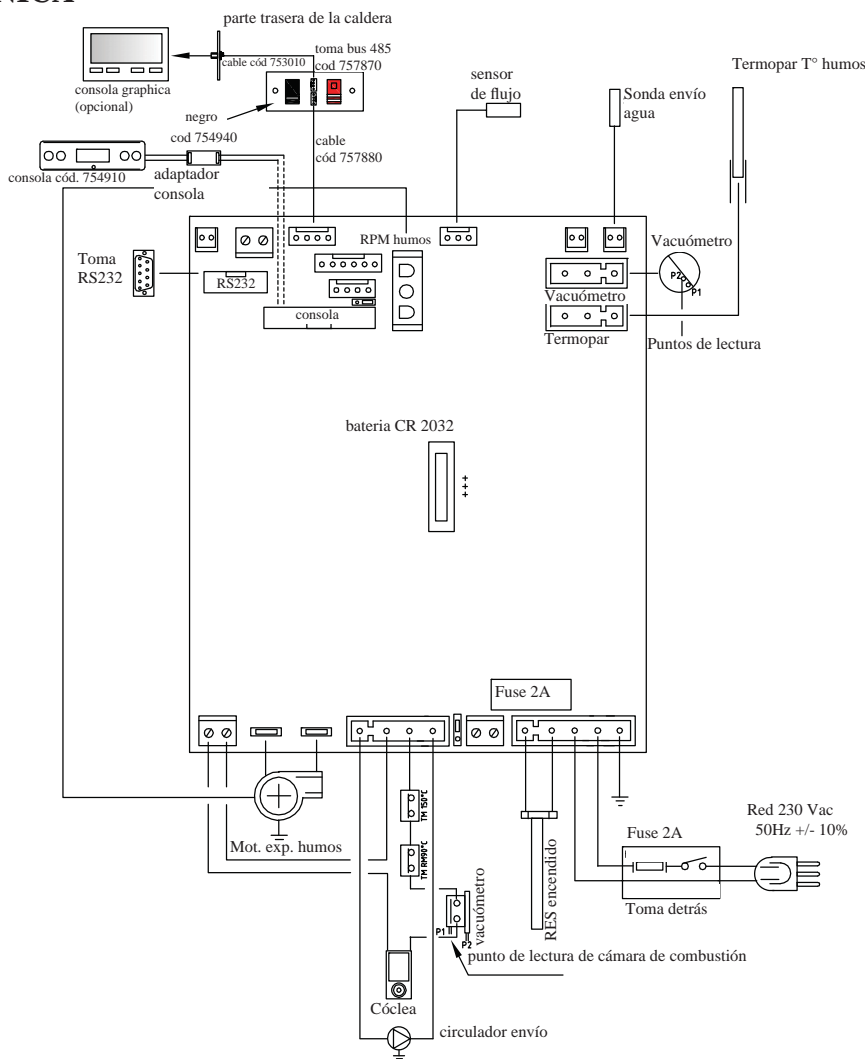 parte trasera de la caldera
cable cód 753010
toma bus 485
cod 757870
consola graphica
(opcional)
negro
cod 754940
cable
cód 757880
sensor
de flujo
Sonda envío
agua
Termopar T° humos
consola cód. 754910
adaptador
consola
RPM humos
Toma
RS232
RS232
consola
Vacuómetro
P2
P1
Vacuómetro
Termopar
Puntos de lectura
bateria CR 2032
+++
Fuse 2A
TM 150°C
TM RM90°C
Mot. exp. humos
RES encendido
Fuse 2A
Toma detrás
Red 230 Vac
50Hz +/- 10%
vacuómetro
P1
P2
punto de lectura de cámara de combustión
Cóclea
circulador envío